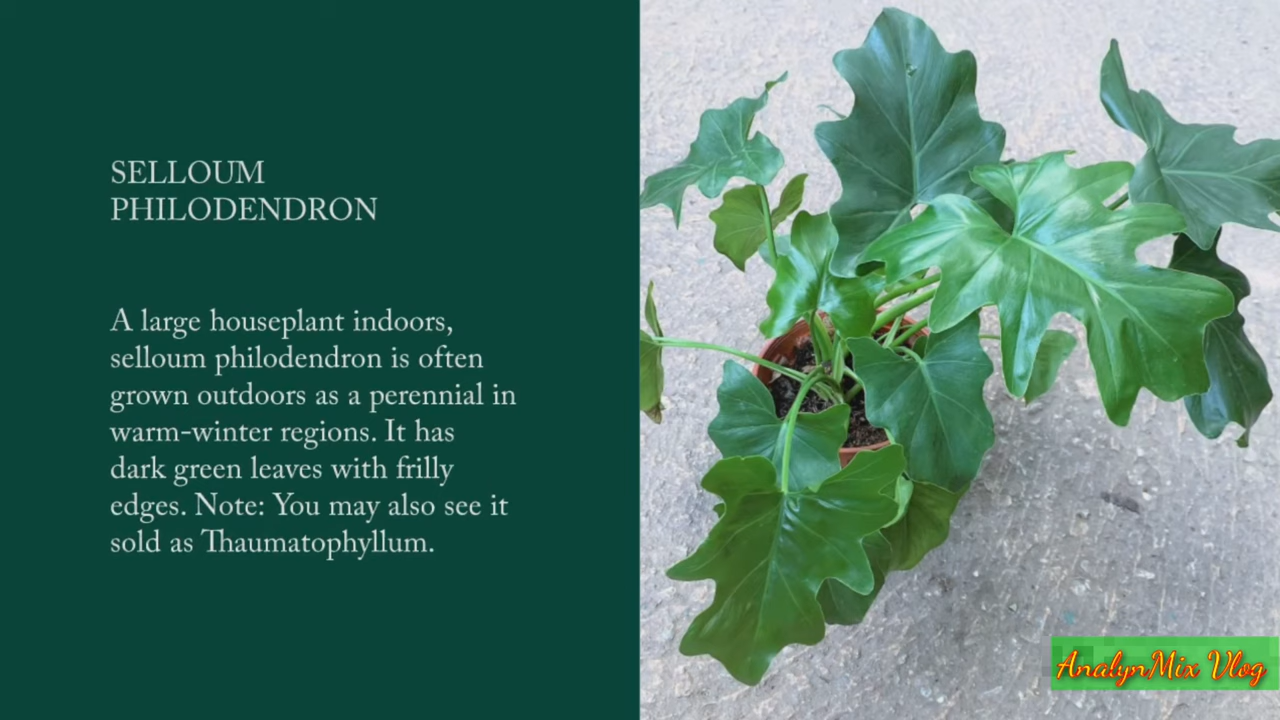 SELLOUM
PHILODENDRON
A large houseplant indoors,
selloum philodendron is often
grown outdoors as a perennial in
warm-winter regions. It has
dark green leaves with frilly
edges. Note: You may also see it
sold as Thaumatophyllum.
AnalynMix Vlog